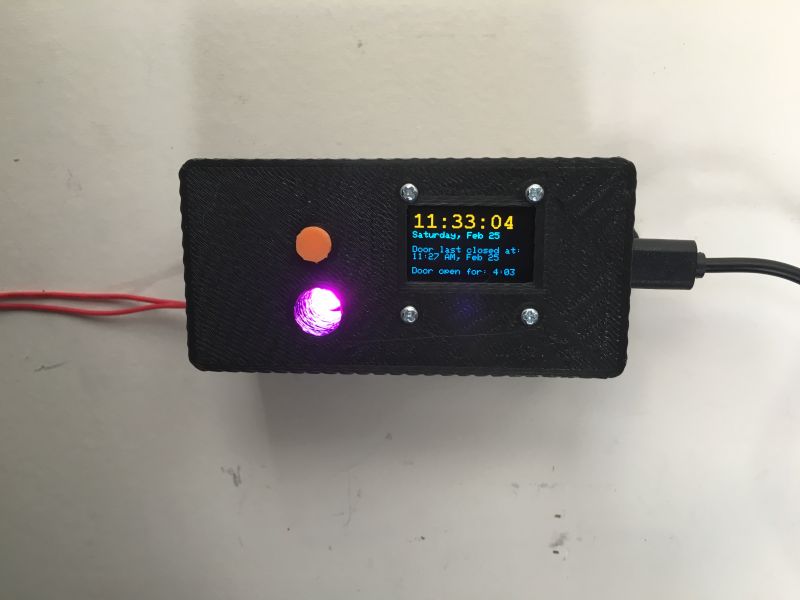 11:33:04
Saturday, Feb 25
Door last closed at:
11:27 AM, Feb 25
Door open for: 4:03